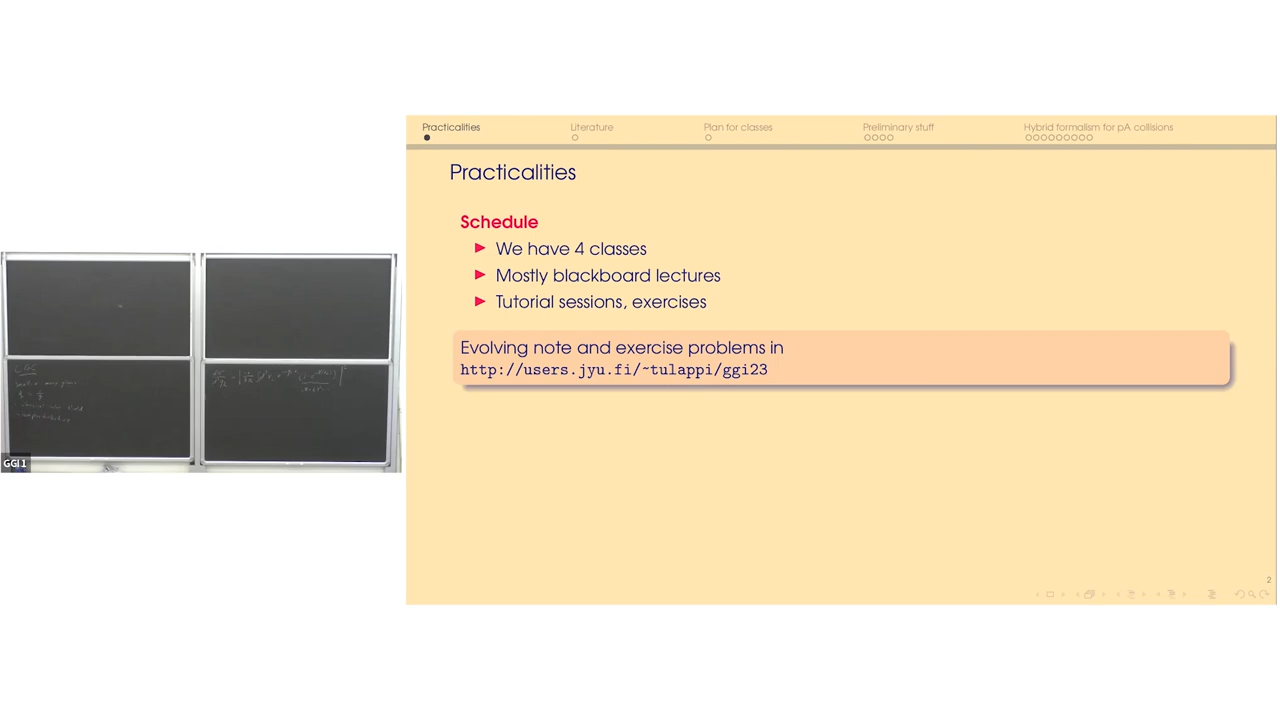 Practicalities
Literature
Plan for classes
Preliminary stuff
Hybrid formalism for pA collisions
Practicalities
Schedule
We have 4 classes
Mostly blackboard lectures
Tutorial sessions, exercises
Evolving note and exercise problems in
http://users.jyu.fi/~tulappi/ggi23
2
GGI 1